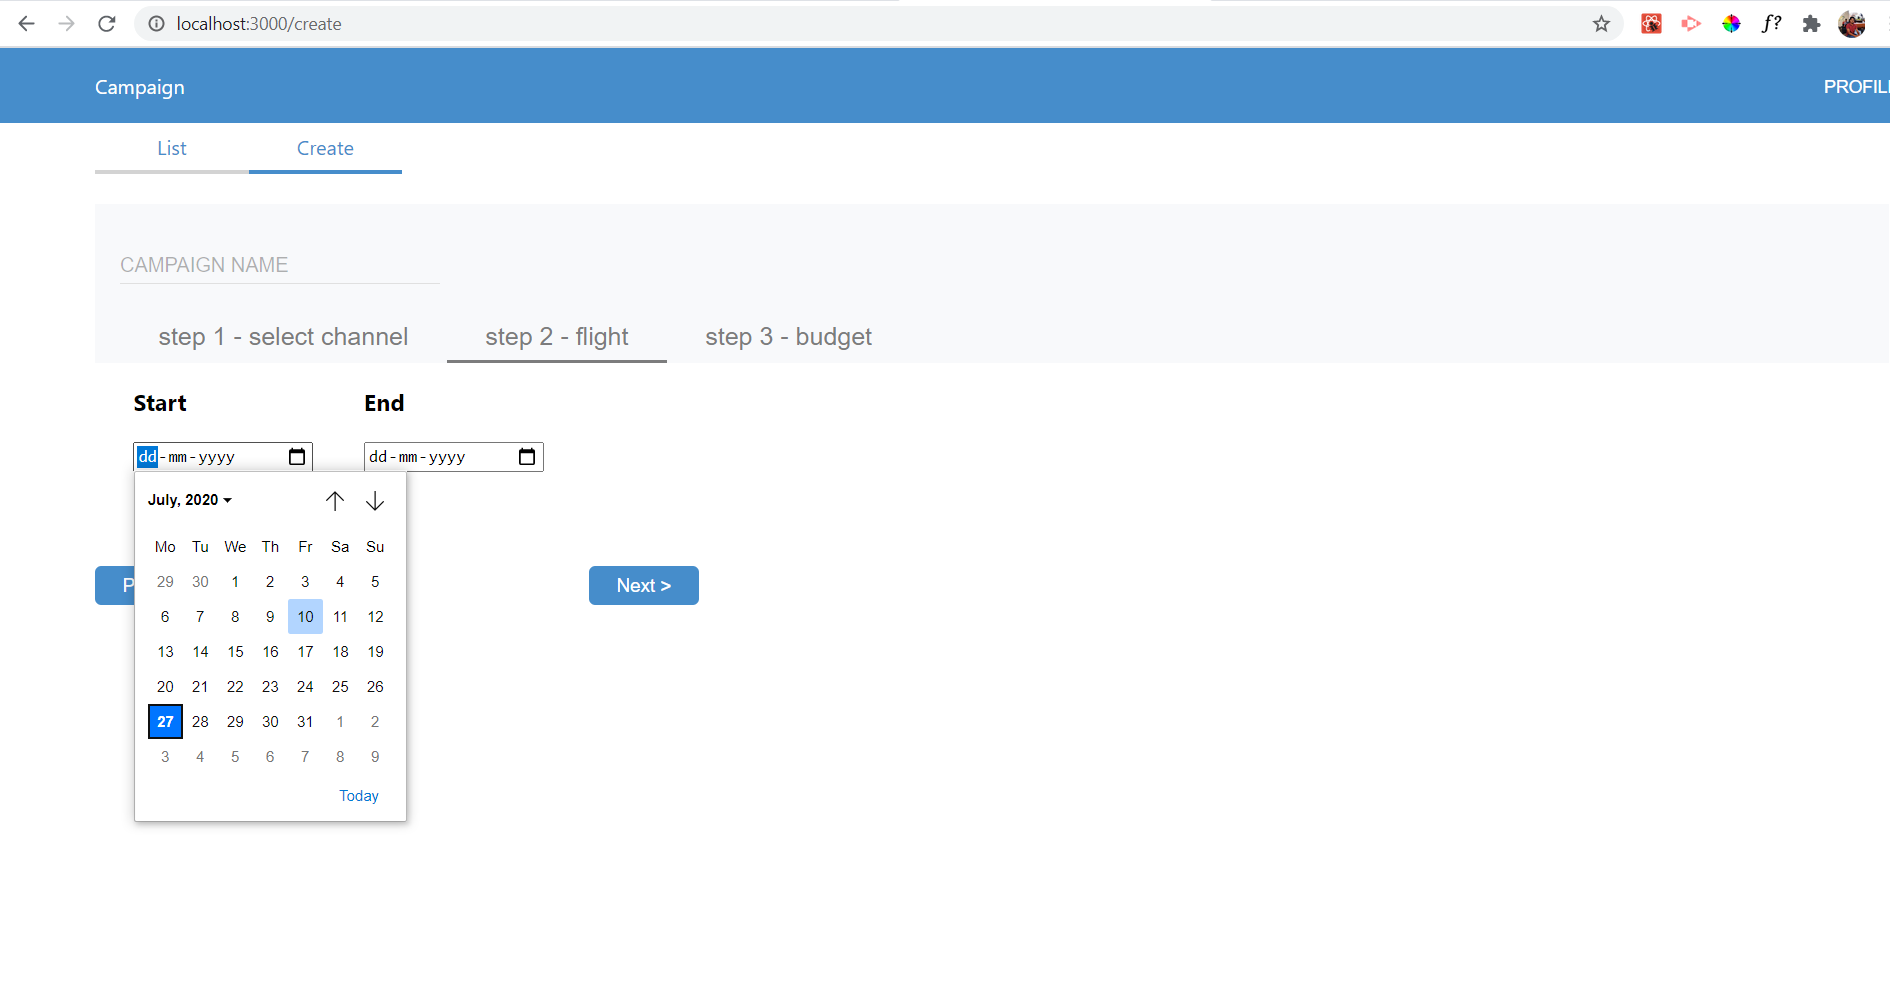 localhost:3000/create
f?
Campaign
PROFIL
List Create
CAMPAIGN NAME
step 1 - select channel step 2 - flight step 3 - budget
Start End
dd-mm-yyyy dd-mm-yyyy
July, 2020
Mo Tu We Th Fr Sa Su
29 30 1 2 3 4 5
P Next >
6 7 8 9 10 11 12
13 14 15 16 17 18 19
20 21 22 23 24 25 26
27 28 29 30 31 1 2
3 4 5 6 7 8 9
Today